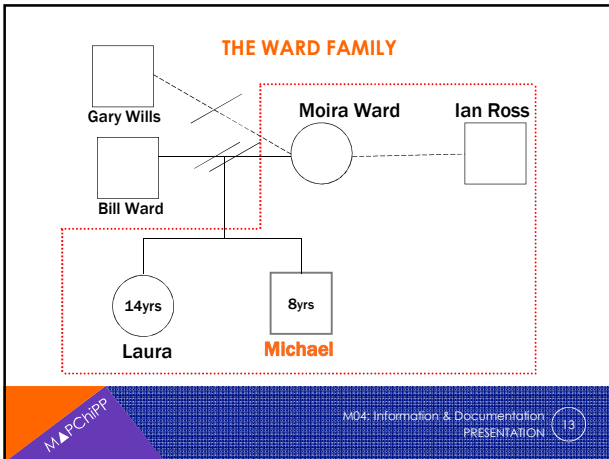 THE WARD FAMILY
Gary Wills
Moira Ward
Ian Ross
Bill Ward
14yrs
8yrs
Laura
Michael
M▲PChiPP
M04: Information & Documentation
PRESENTATION
13